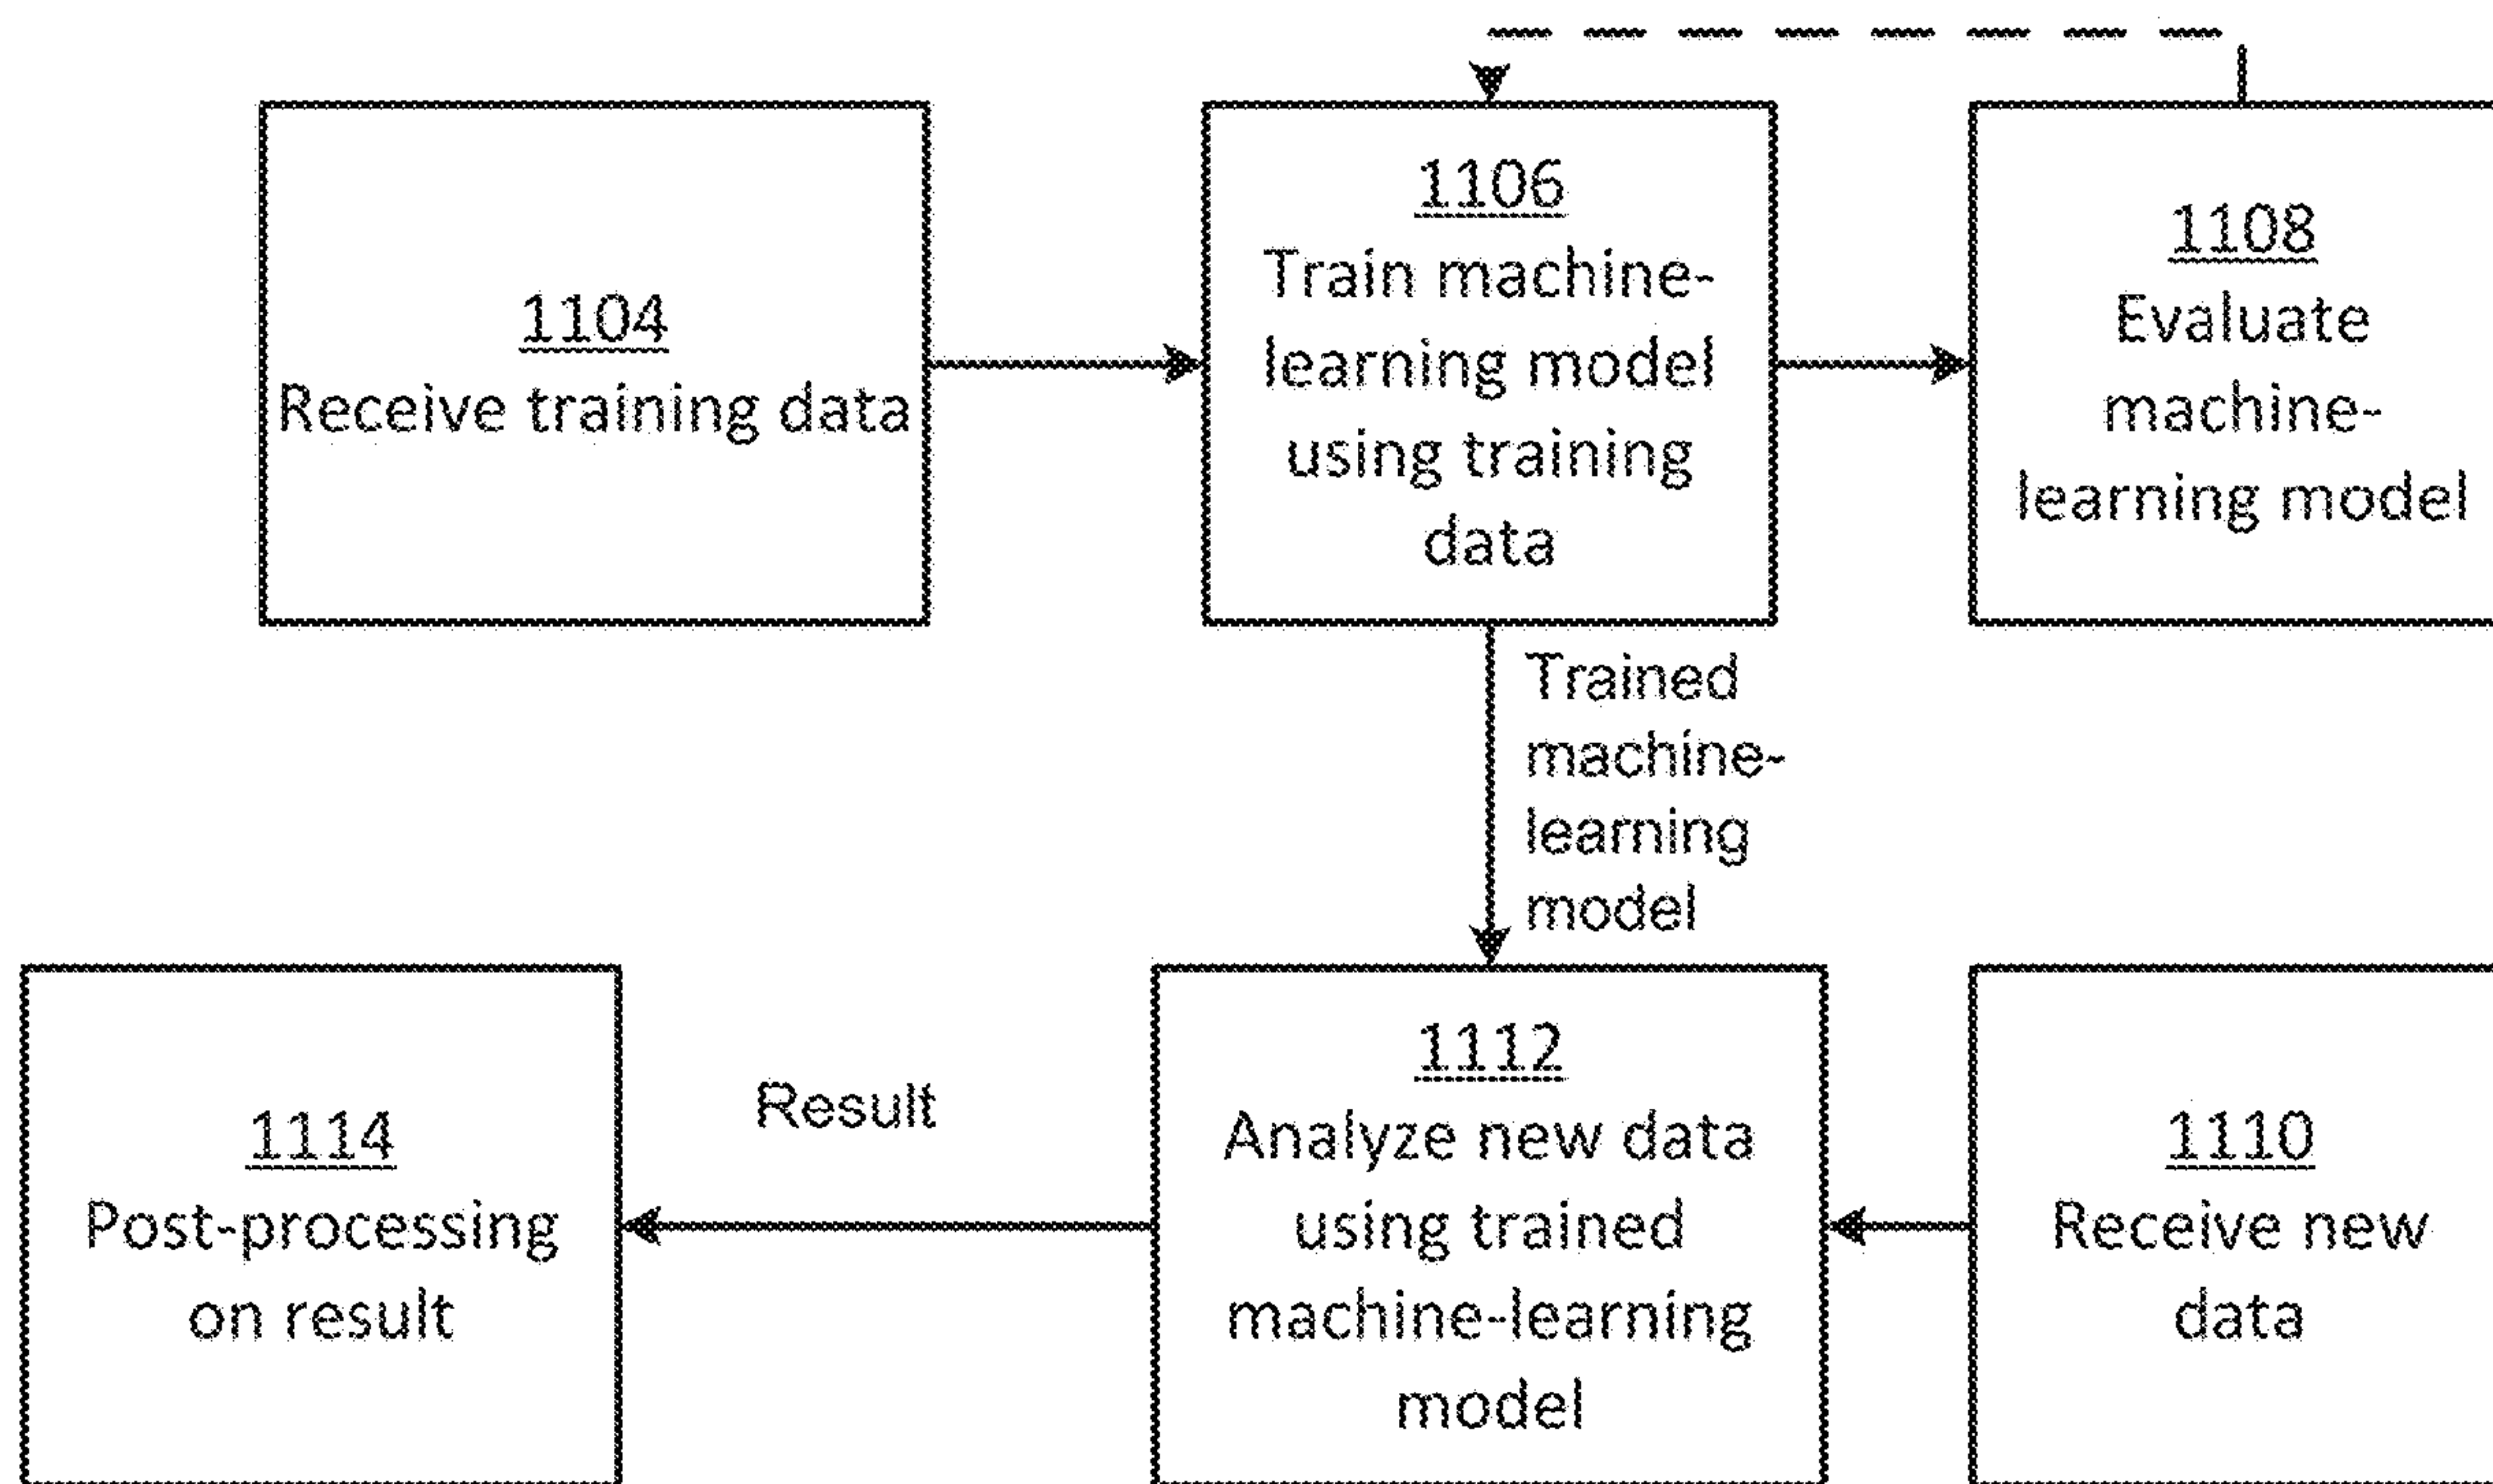 1104
Receive training data
1106
Train machine-
learning model
using training
data
1108
Evaluate
machine-
learning model
Trained
machine-
learning
model
1114
Post-processing
on result
Result
1112
Analyze new data
using trained
machine-learning
model
1110
Receive new
data